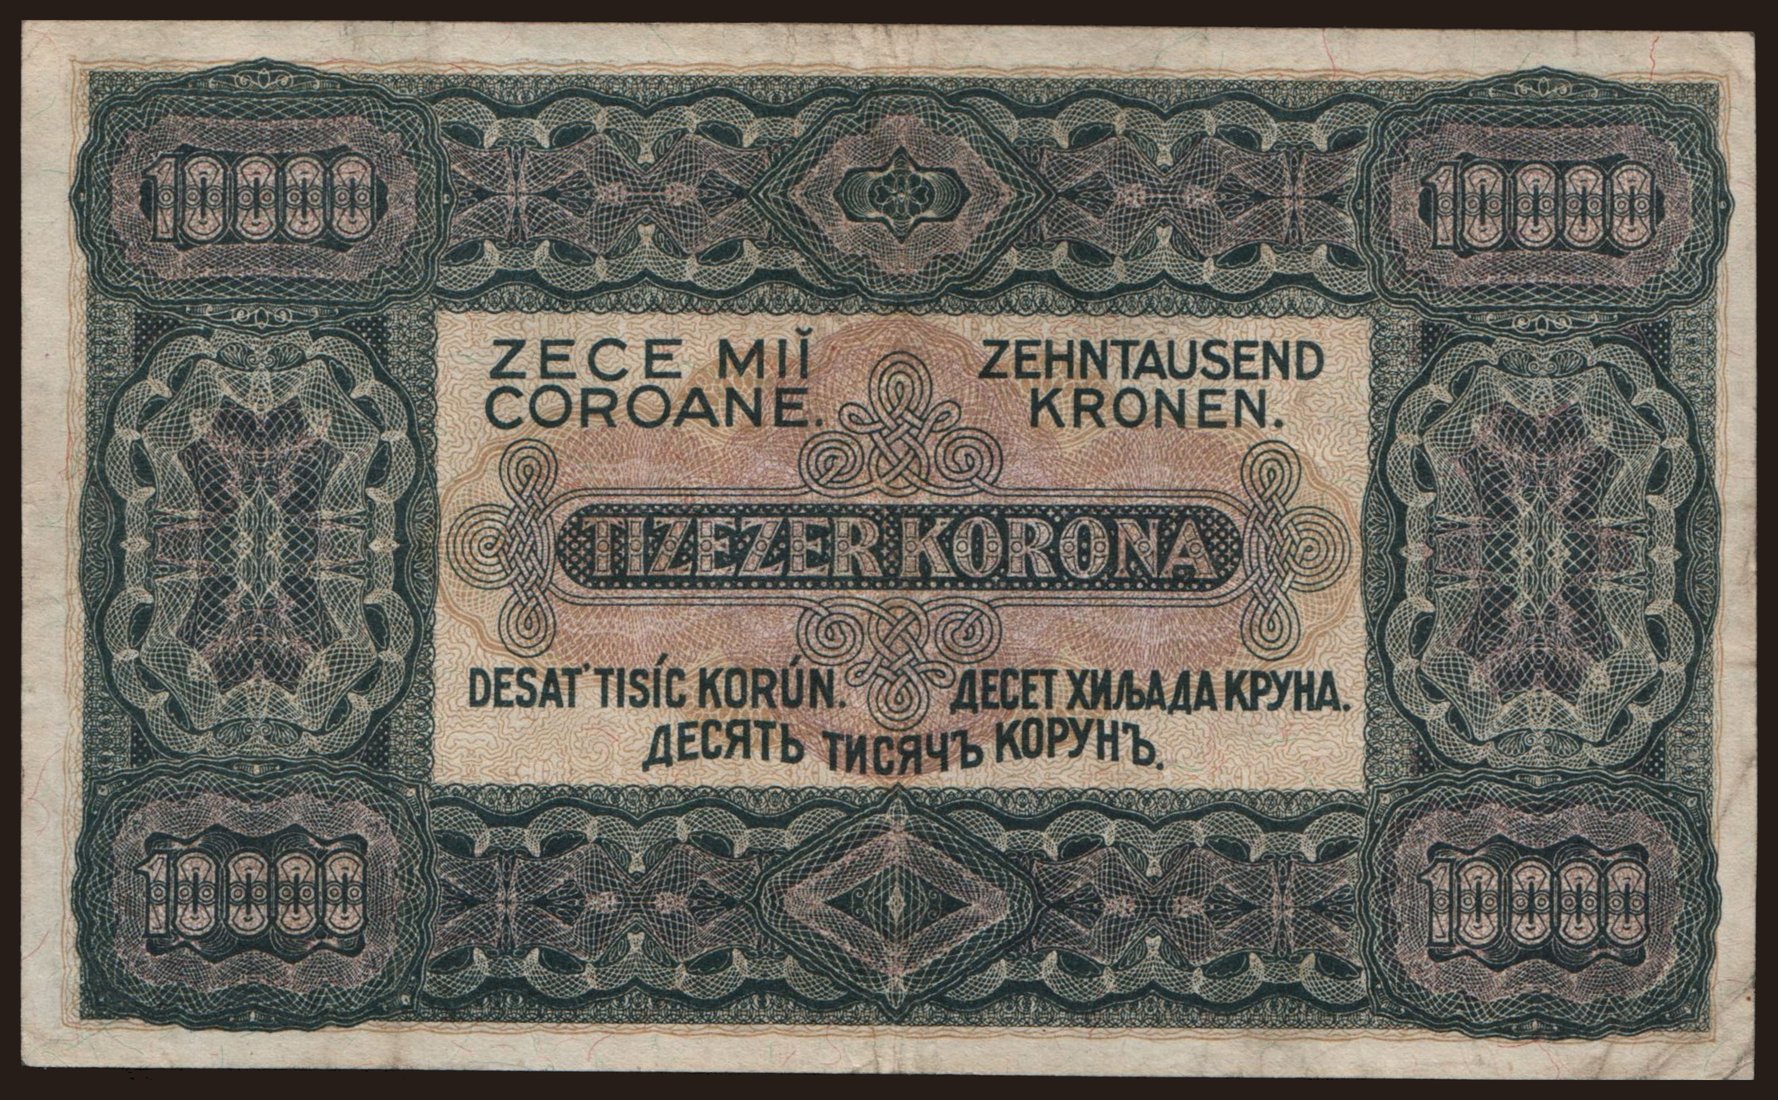 10000
10000
ZECE MIĬ
COROANE.
ZEHNTAUSEND
KRONEN.
TIZEZER KORONA
DESAT' TISÍC KORÚN.
ДЕСЕТ ХИЉАДА КРУНА.
ДЕСЯТЬ ТИСЯЧЪ КОРУНЪ.
10000
10000